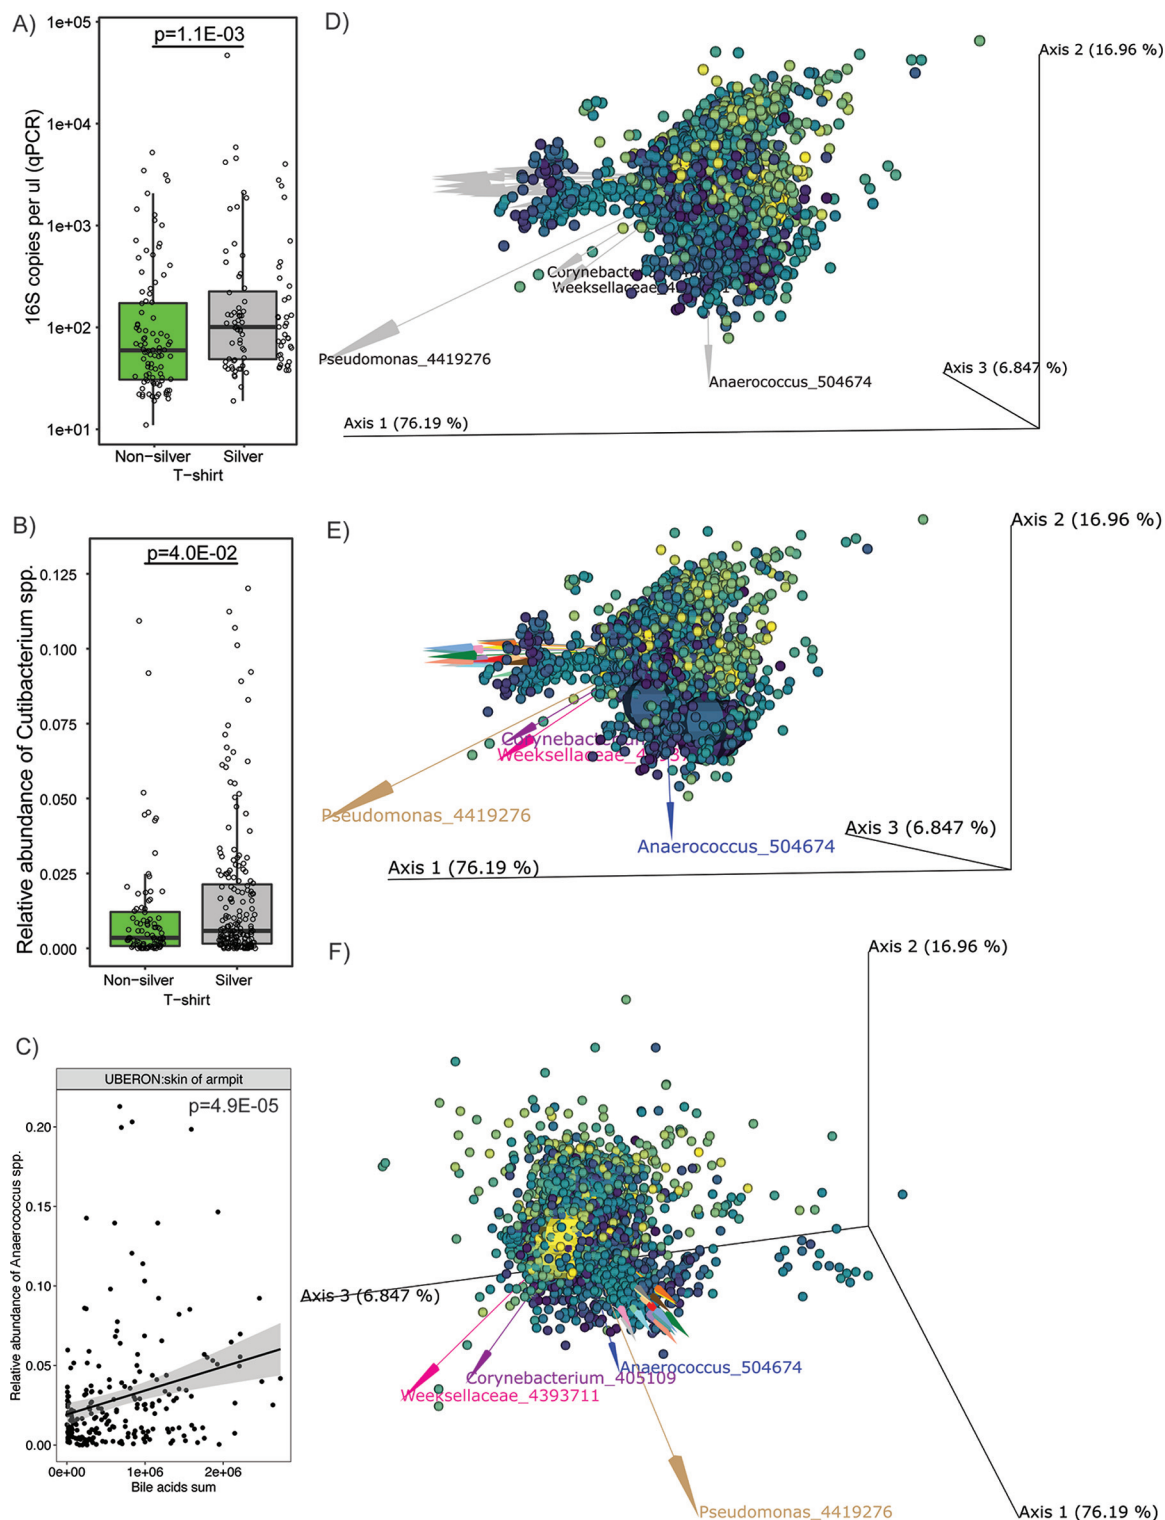 A)
1e+05
1e+04
1e+03
1e+02
1e+01
16S copies per ul (qPCR)
p=1.1E-03
Non-silver
Silver
T-shirt
D)
Axis 2 (16.96 %)
Corynebacterium
Weeksellaceae_4
Pseudomonas_4419276
Anaerococcus_504674
Axis 3 (6.847 %)
Axis 1 (76.19 %)
B)
Relative abundance of Cutibacterium spp.
p=4.0E-02
0.125
0.100
0.075
0.050
0.025
0.000
Non-silver
Silver
T-shirt
E)
Axis 2 (16.96 %)
Corynebacterium
Weeksellaceae_43937
Pseudomonas_4419276
Anaerococcus_504674
Axis 3 (6.847 %)
Axis 1 (76.19 %)
C)
UBERON:skin of armpit
p=4.9E-05
Relative abundance of Anaerococcus spp.
0.20
0.15
0.10
0.05
0.00
0e+00
1e+06
2e+06
Bile acids sum
F)
Axis 2 (16.96 %)
Axis 3 (6.847 %)
Anaerococcus_504674
Corynebacterium_405109
Weeksellaceae_4393711
Pseudomonas_4419276
Axis 1 (76.19 %)